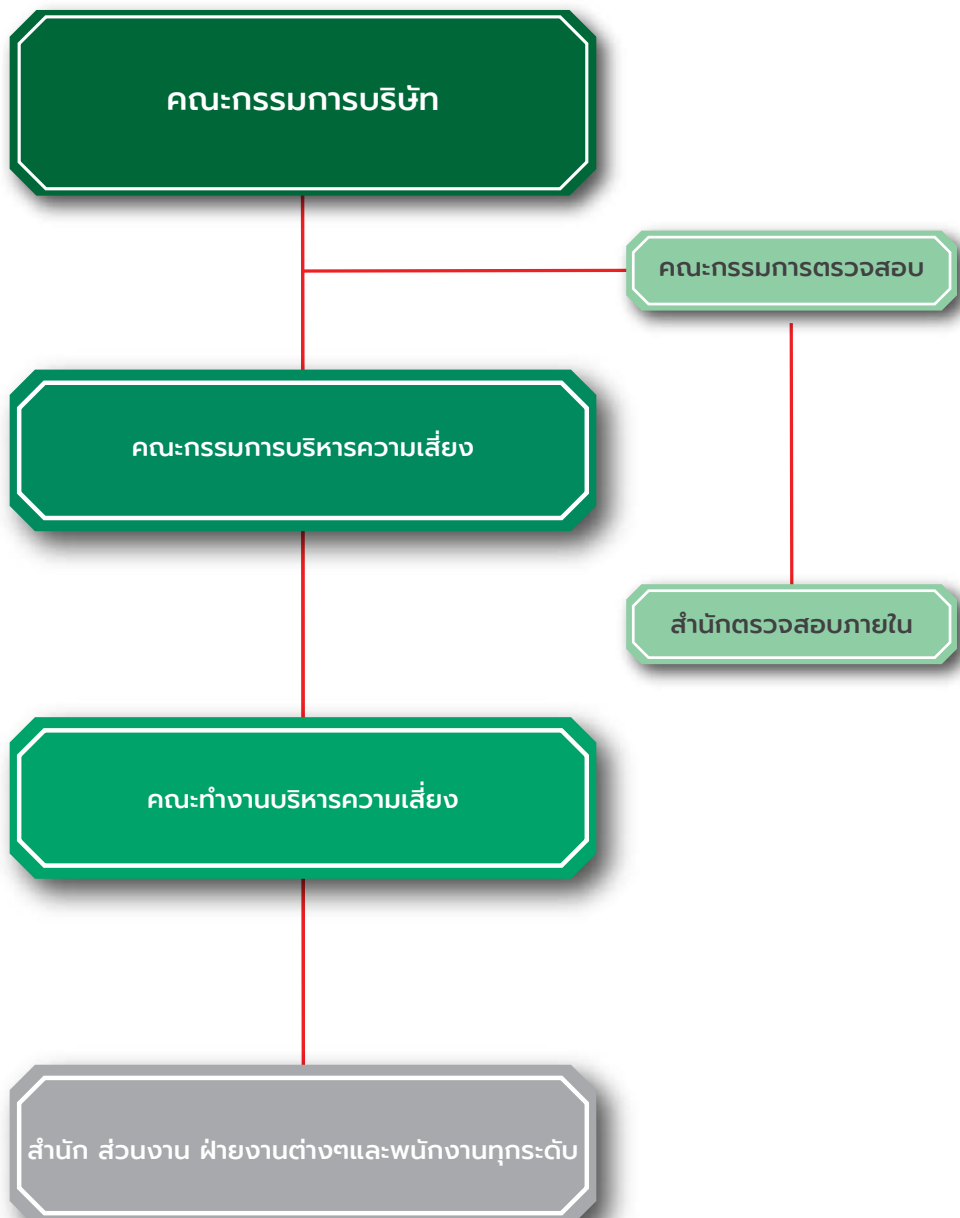 คณะกรรมการบริษัท
คณะกรรมการตรวจสอบ
คณะกรรมการบริหารความเสี่ยง
สำนักตรวจสอบภายใน
คณะทำงานบริหารความเสี่ยง
สำนัก ส่วนงาน ฝ่ายงานต่างๆและพนักงานทุกระดับ